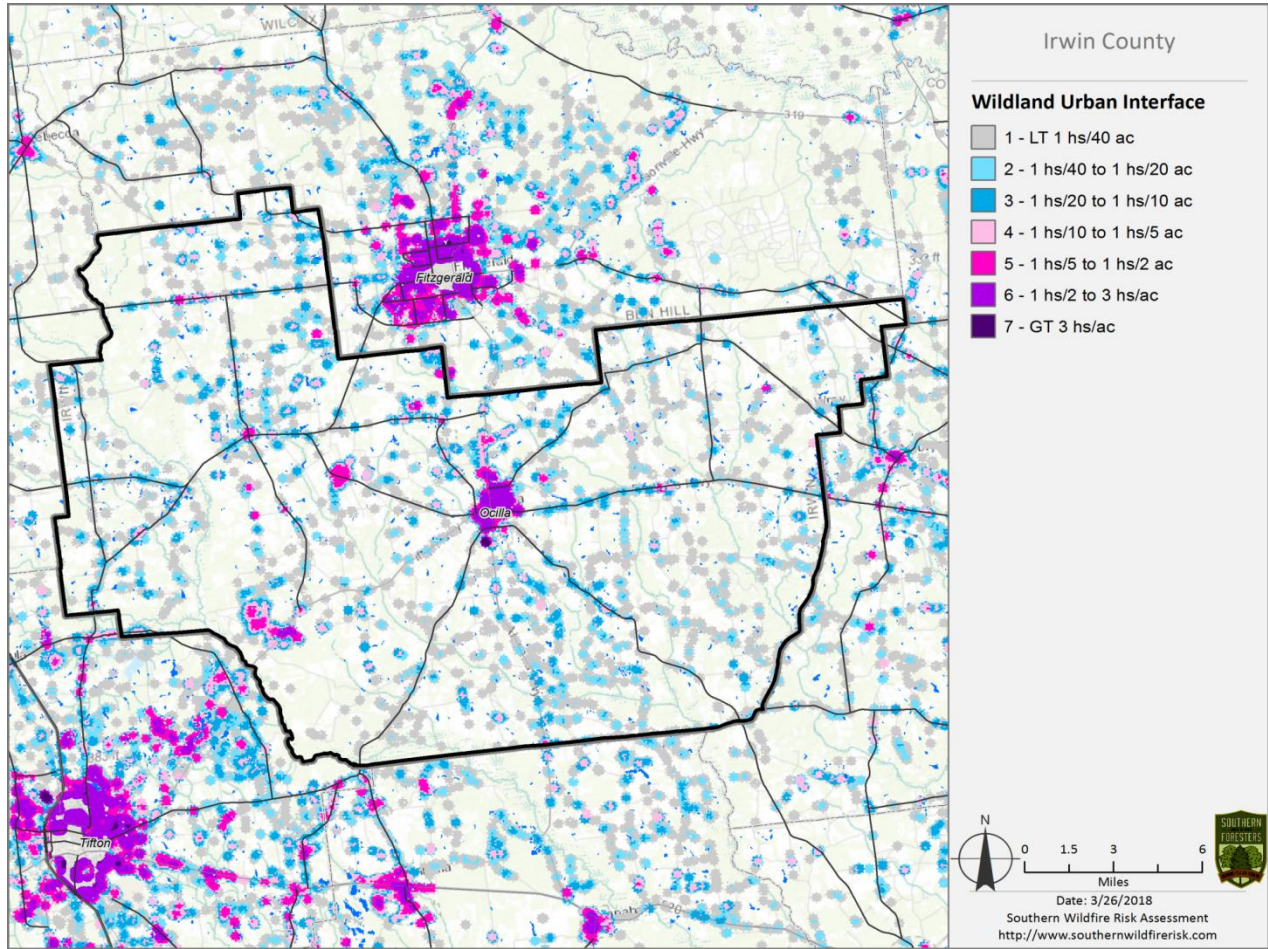 Irwin County
Wildland Urban Interface
1 - LT 1 hs/40 ac
2 - 1 hs/40 to 1 hs/20 ac
3 - 1 hs/20 to 1 hs/10 ac
4 - 1 hs/10 to 1 hs/5 ac
5 - 1 hs/5 to 1 hs/2 ac
6 - 1 hs/2 to 3 hs/ac
7 - GT 3 hs/ac
WILCOX
CO
319
Fitzgerald
BEN HILL
IRWIN
Ocilla
IRWIN
Tifton
N
0 1.5 3 6
Miles
SOUTHERN
FORESTERS
Date: 3/26/2018
Southern Wildfire Risk Assessment
http://www.southernwildfirerisk.com